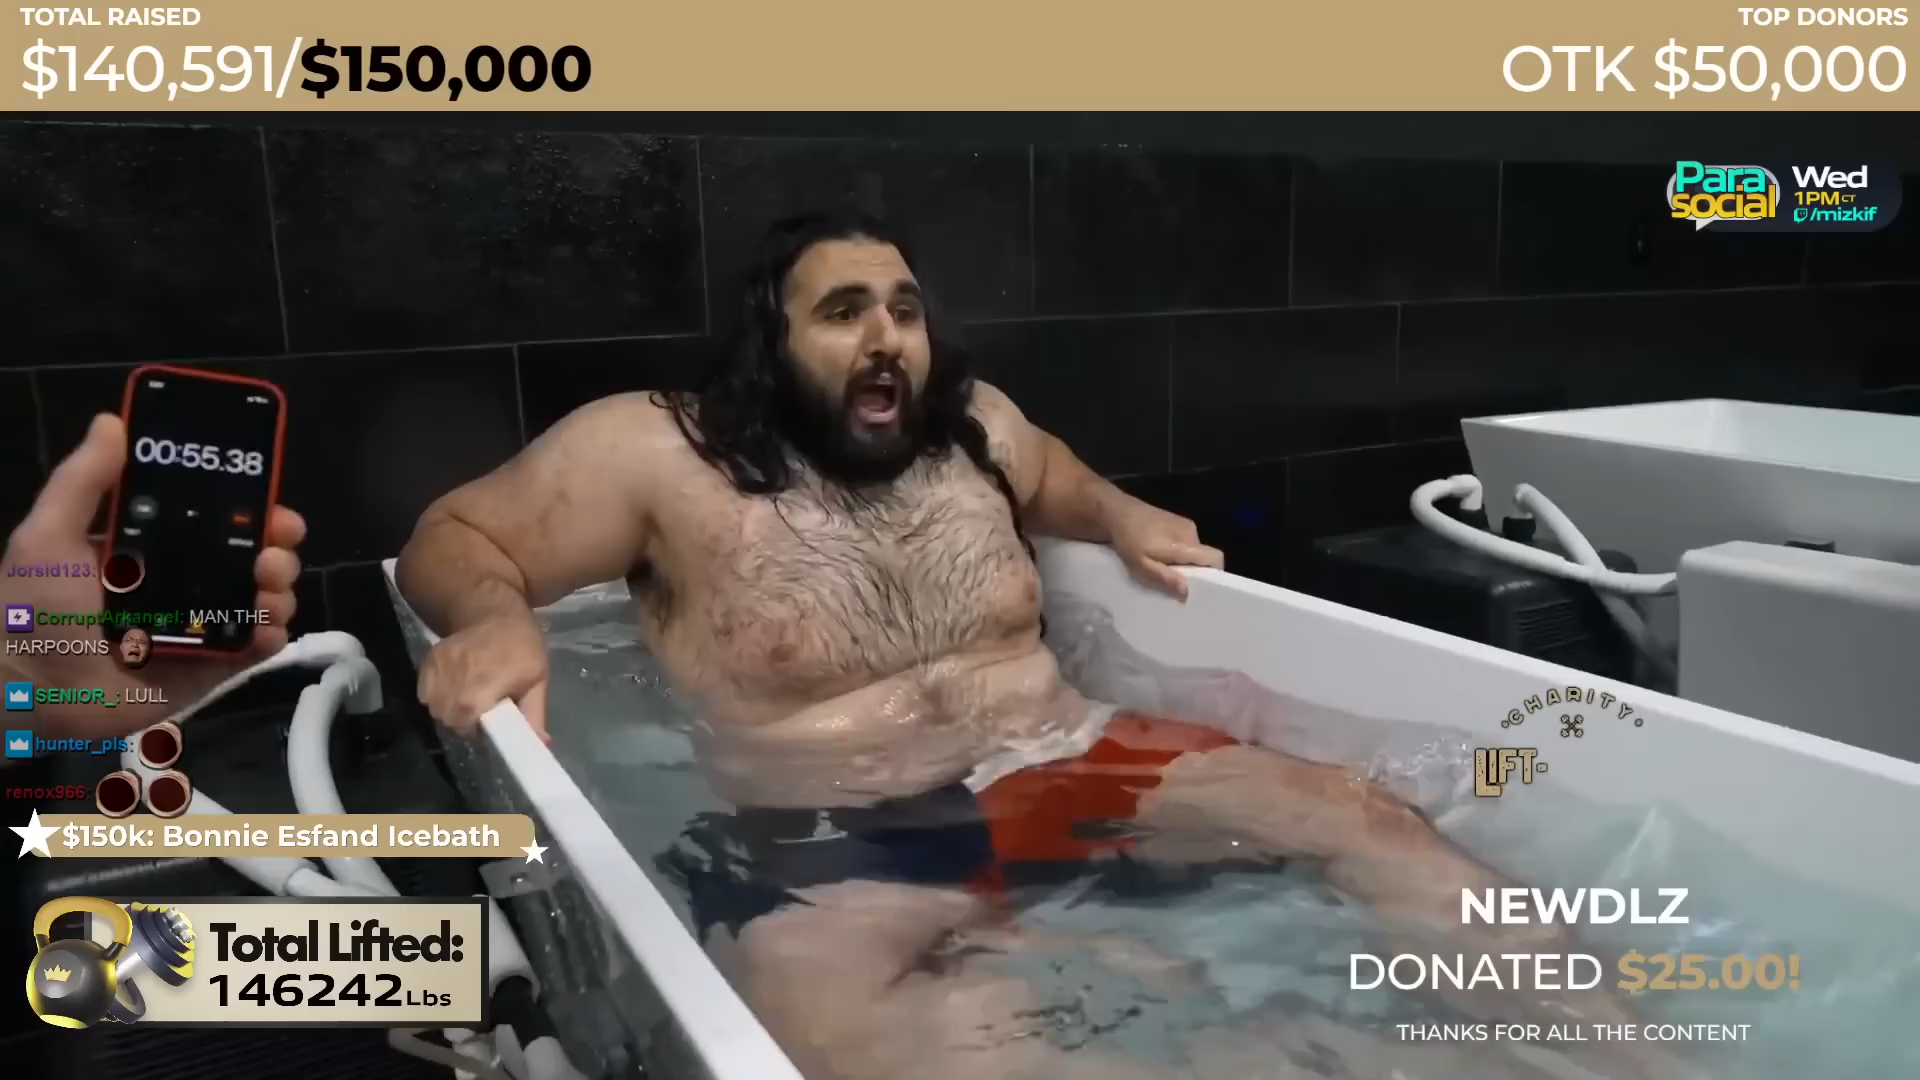 TOTAL RAISED
$140,591/$150,000
TOP DONORS
OTK $50,000
Para
social
Wed
1PM CT
/mizkif
00:55.38
Jorsid123:
CorruptArkangel: MAN THE
HARPOONS
SENIOR_: LULL
hunter_pls:
renox966:
$150k: Bonnie Esfand Icebath
Total Lifted:
146242Lbs
CHARITY
LIFT-
NEWDLZ
DONATED $25.00!
THANKS FOR ALL THE CONTENT